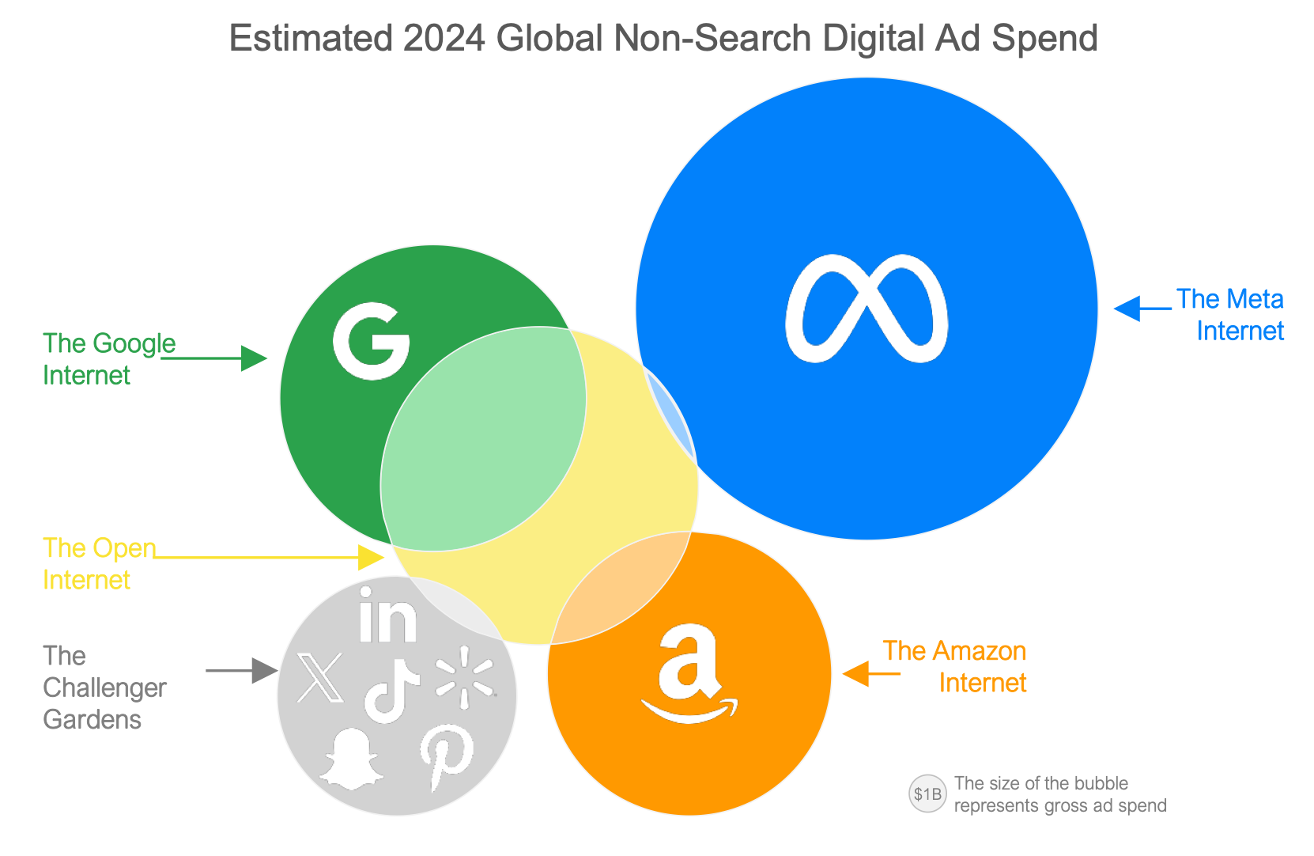 Estimated 2024 Global Non-Search Digital Ad Spend
The Meta
Internet
The Google
Internet
G
The Open
Internet
in
The
Challenger
Gardens
X
The Amazon
Internet
a
$1B
The size of the bubble
represents gross ad spend